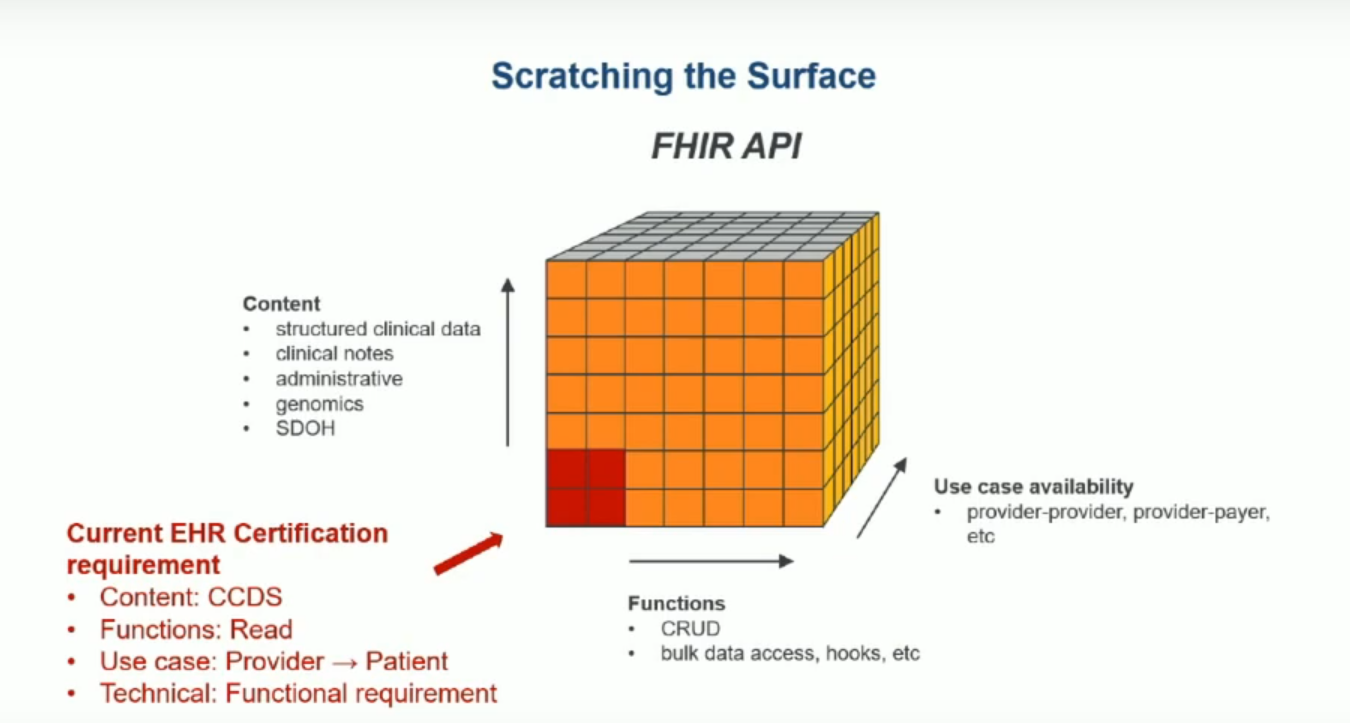 Scratching the Surface
FHIR API
Content
• structured clinical data
• clinical notes
• administrative
• genomics
• SDOH
Current EHR Certification
requirement
• Content: CCDS
• Functions: Read
• Use case: Provider → Patient
• Technical: Functional requirement
Functions
• CRUD
• bulk data access, hooks, etc
Use case availability
• provider-provider, provider-payer,
etc